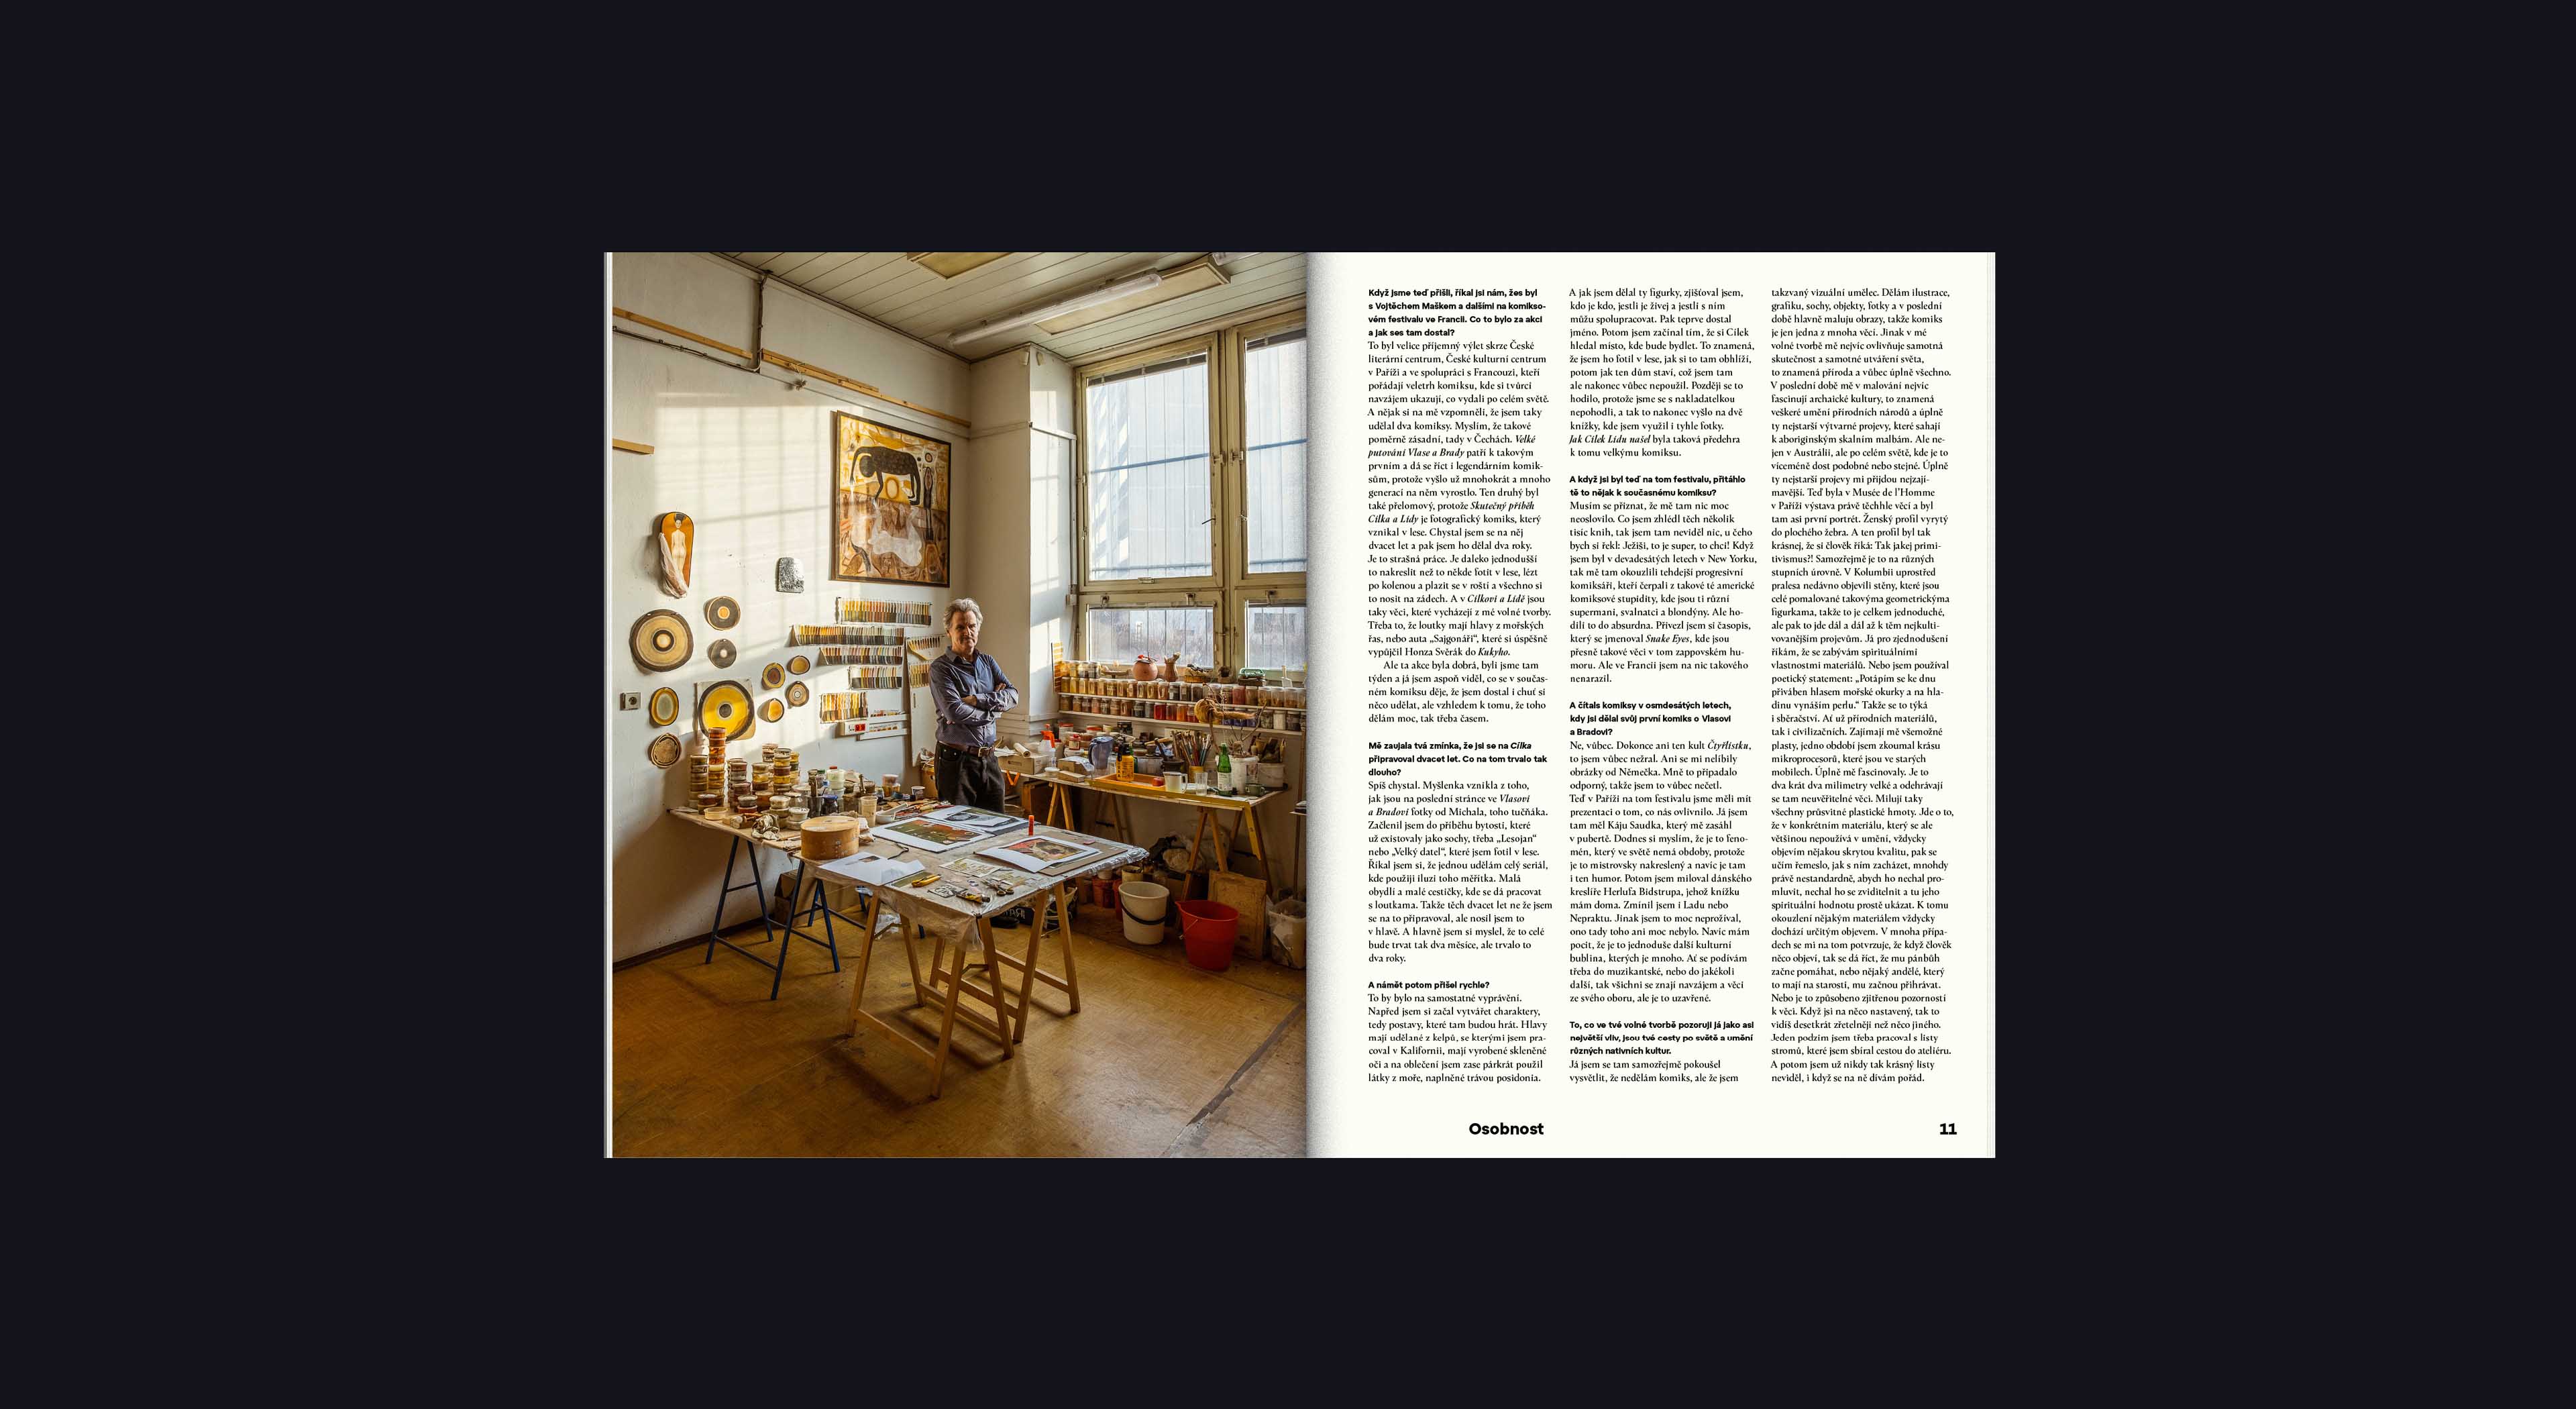 Když jsme teď přišli, říkal jsi nám, žes byl
s Vojtěchem Maškem a dalšími na komikso-
vém festivalu ve Francii. Co to bylo za akci
a jak ses tam dostal?
To byl velice příjemný výlet skrze České
literární centrum, České kulturní centrum
v Paříži a ve spolupráci s Francouzi, kteří
pořádají veletrh komiksu, kde si tvůrci
navzájem ukazují, co vydali po celém světě.
A nějak si na mě vzpomněli, že jsem taky
udělal dva komiksy. Myslím, že takové
poměrně zásadní, tady v Čechách. Velké
putování Vlase a Brady patří k takovým
prvním a dá se říct i legendárním komik-
sům, protože vyšlo už mnohokrát a mnoho
generací na něm vyrostlo. Ten druhý byl
také přelomový, protože Skutečný příběh
Cílka a Lídy je fotografický komiks, který
vznikal v lese. Chystal jsem se na něj
dvacet let a pak jsem ho dělal dva roky.
Je to strašná práce. Je daleko jednodušší
to nakreslit než to někde fotit v lese, lézt
po kolenou a plazit se v roští a všechno si
to nosit na zádech. A v Cílkovi a Lídě jsou
taky věci, které vycházejí z mé volné tvorby.
Třeba to, že loutky mají hlavy z mořských
řas, nebo auta „Sajgonáři“, které si úspěšně
vypůjčil Honza Svěrák do Kukyho.
Ale ta akce byla dobrá, byli jsme tam
týden a já jsem aspoň viděl, co se v součas-
ném komiksu děje, že jsem dostal i chuť si
něco udělat, ale vzhledem k tomu, že toho
dělám moc, tak třeba časem.
Mě zaujala tvá zmínka, že jsi se na Cílka
připravoval dvacet let. Co na tom trvalo tak
dlouho?
Spíš chystal. Myšlenka vznikla z toho,
jak jsou na poslední stránce ve Vlasovi
a Bradovi fotky od Michala, toho tučňáka.
Začlenil jsem do příběhu bytosti, které
už existovaly jako sochy, třeba „Lesojan“
nebo „Velký datel“, které jsem fotil v lese.
Říkal jsem si, že jednou udělám celý seriál,
kde použiji iluzi toho měřítka. Malá
obydlí a malé cestičky, kde se dá pracovat
s loutkama. Takže těch dvacet let ne že jsem
se na to připravoval, ale nosil jsem to
v hlavě. A hlavně jsem si myslel, že to celé
bude trvat tak dva měsíce, ale trvalo to
dva roky.
A námět potom přišel rychle?
To by bylo na samostatné vyprávění.
Napřed jsem si začal vytvářet charaktery,
tedy postavy, které tam budou hrát. Hlavy
mají udělané z kelpů, se kterými jsem pra-
coval v Kalifornii, mají vyrobené skleněné
oči a na oblečení jsem zase párkrát použil
látky z moře, naplněné trávou posidonia.
A jak jsem dělal ty figurky, zjišťoval jsem,
kdo je kdo, jestli je živej a jestli s ním
můžu spolupracovat. Pak teprve dostal
jméno. Potom jsem začínal tím, že si Cílek
hledal místo, kde bude bydlet. To znamená,
že jsem ho fotil v lese, jak si to tam obhlíží,
potom jak ten dům staví, což jsem tam
ale nakonec vůbec nepoužil. Později se to
hodilo, protože jsme se s nakladatelkou
nepohodli, a tak to nakonec vyšlo na dvě
knížky, kde jsem využil i tyhle fotky.
Jak Cílek Lídu našel byla taková předehra
k tomu velkýmu komiksu.
A když jsi byl teď na tom festivalu, přitáhlo
tě to nějak k současnému komiksu?
Musím se přiznat, že mě tam nic moc
neoslovilo. Co jsem zhlédl těch několik
tisíc knih, tak jsem tam neviděl nic, u čeho
bych si řekl: Ježíši, to je super, to chci! Když
jsem byl v devadesátých letech v New Yorku,
tak mě tam okouzlili tehdejší progresivní
komiksáři, kteří čerpali z takové té americké
komiksové stupidity, kde jsou ti různí
supermani, svalnatci a blondýny. Ale ho-
dili to do absurdna. Přivezl jsem si časopis,
který se jmenoval Snake Eyes, kde jsou
přesně takové věci v tom zappovském hu-
moru. Ale ve Francii jsem na nic takového
nenarazil.
A čítals komiksy v osmdesátých letech,
kdy jsi dělal svůj první komiks o Vlasovi
a Bradovi?
Ne, vůbec. Dokonce ani ten kult Čtyřlístku,
to jsem vůbec nežral. Ani se mi nelíbily
obrázky od Němečka. Mně to připadalo
odporný, takže jsem to vůbec nečetl.
Teď v Paříži na tom festivalu jsme měli mít
prezentaci o tom, co nás ovlivnilo. Já jsem
tam měl Káju Saudka, který mě zasáhl
v pubertě. Dodnes si myslím, že je to feno-
mén, který ve světě nemá obdoby, protože
je to mistrovsky nakreslený a navíc je tam
i ten humor. Potom jsem miloval dánského
kreslíře Herlufa Bidstrupa, jehož knížku
mám doma. Zmínil jsem i Ladu nebo
Nepraktu. Jinak jsem to moc neprožíval,
ono tady toho ani moc nebylo. Navíc mám
pocit, že je to jednoduše další kulturní
bublina, kterých je mnoho. Ať se podívám
třeba do muzikantské, nebo do jakékoli
další, tak všichni se znají navzájem a věci
ze svého oboru, ale je to uzavřené.
To, co ve tvé volné tvorbě pozoruji já jako asi
největší vliv, jsou tvé cesty po světě a umění
různých nativních kultur.
Já jsem se tam samozřejmě pokoušel
vysvětlit, že nedělám komiks, ale že jsem
takzvaný vizuální umělec. Dělám ilustrace,
grafiku, sochy, objekty, fotky a v poslední
době hlavně maluju obrazy, takže komiks
je jen jedna z mnoha věcí. Jinak v mé
volné tvorbě mě nejvíc ovlivňuje samotná
skutečnost a samotné utváření světa,
to znamená příroda a vůbec úplně všechno.
V poslední době mě v malování nejvíc
fascinují archaické kultury, to znamená
veškeré umění přírodních národů a úplně
ty nejstarší výtvarné projevy, které sahají
k aboriginským skalním malbám. Ale ne-
jen v Austrálii, ale po celém světě, kde je to
víceméně dost podobné nebo stejné. Úplně
ty nejstarší projevy mi přijdou nejzají-
mavější. Teď byla v Musée de l’Homme
v Paříži výstava právě těchhle věcí a byl
tam asi první portrét. Ženský profil vyrytý
do plochého žebra. A ten profil byl tak
krásnej, že si člověk říká: Tak jakej primi-
tivismus?! Samozřejmě je to na různých
stupních úrovně. V Kolumbii uprostřed
pralesa nedávno objevili stěny, které jsou
celé pomalované takovýma geometrickýma
figurkama, takže to je celkem jednoduché,
ale pak to jde dál a dál až k těm nejkulti-
vovanějším projevům. Já pro zjednodušení
říkám, že se zabývám spirituálními
vlastnostmi materiálů. Nebo jsem používal
poetický statement: „Potápím se ke dnu
přiváben hlasem mořské okurky a na hla-
dinu vynáším perlu.“ Takže se to týká
i sběračství. Ať už přírodních materiálů,
tak i civilizačních. Zajímají mě všemožné
plasty, jedno období jsem zkoumal krásu
mikroprocesorů, které jsou ve starých
mobilech. Úplně mě fascinovaly. Je to
dva krát dva milimetry velké a odehrávají
se tam neuvěřitelné věci. Miluji taky
všechny průsvitné plastické hmoty. Jde o to,
že v konkrétním materiálu, který se ale
většinou nepoužívá v umění, vždycky
objevím nějakou skrytou kvalitu, pak se
učím řemeslo, jak s ním zacházet, mnohdy
právě nestandardně, abych ho nechal pro-
mluvit, nechal ho se zviditelnit a tu jeho
spirituální hodnotu prostě ukázat. K tomu
okouzlení nějakým materiálem vždycky
dochází určitým objevem. V mnoha přípa-
dech se mi na tom potvrzuje, že když člověk
něco objeví, tak se dá říct, že mu pánbůh
začne pomáhat, nebo nějaký andělé, který
to mají na starosti, mu začnou přihrávat.
Nebo je to způsobeno zjitřenou pozorností
k věci. Když jsi na něco nastavený, tak to
vidíš desetkrát zřetelněji než něco jiného.
Jeden podzim jsem třeba pracoval s listy
stromů, které jsem sbíral cestou do ateliéru.
A potom jsem už nikdy tak krásný listy
neviděl, i když se na ně dívám pořád.
Osobnost
11